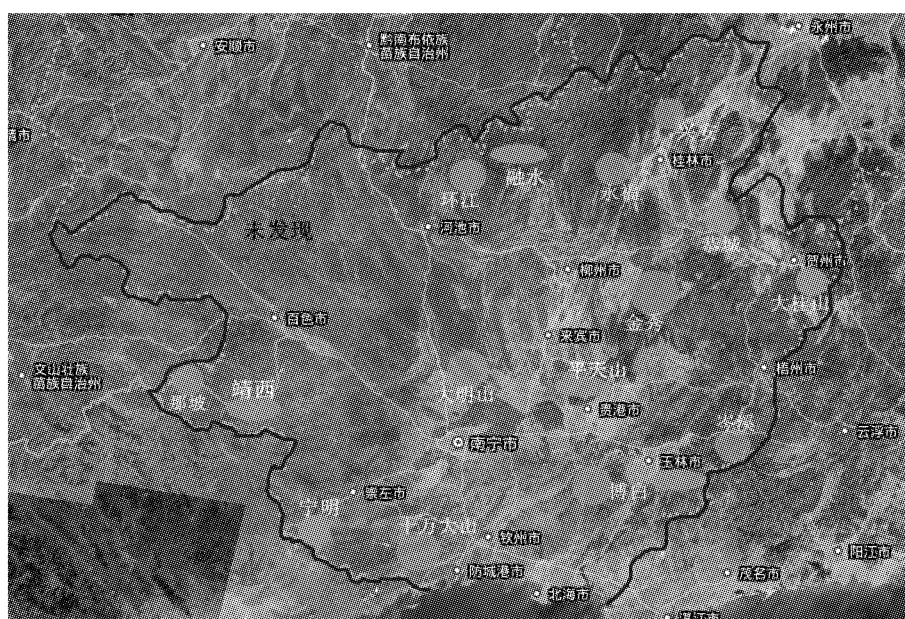 永州市
安顺市
黔南布依族
苗族自治州
兴安
桂林市
融水
环江
永福
未发现
河池市
贺州市
柳州市
大桂山
百色市
金秀
来宾市
文山壮族
苗族自治州
平天山
梧州市
靖西
大明山
那坡
贵港市
岑溪
云浮市
南宁市
玉林市
崇左市
博白
宁明
十万大山
钦州市
阳江市
防城港市
茂名市
北海市
湛江市